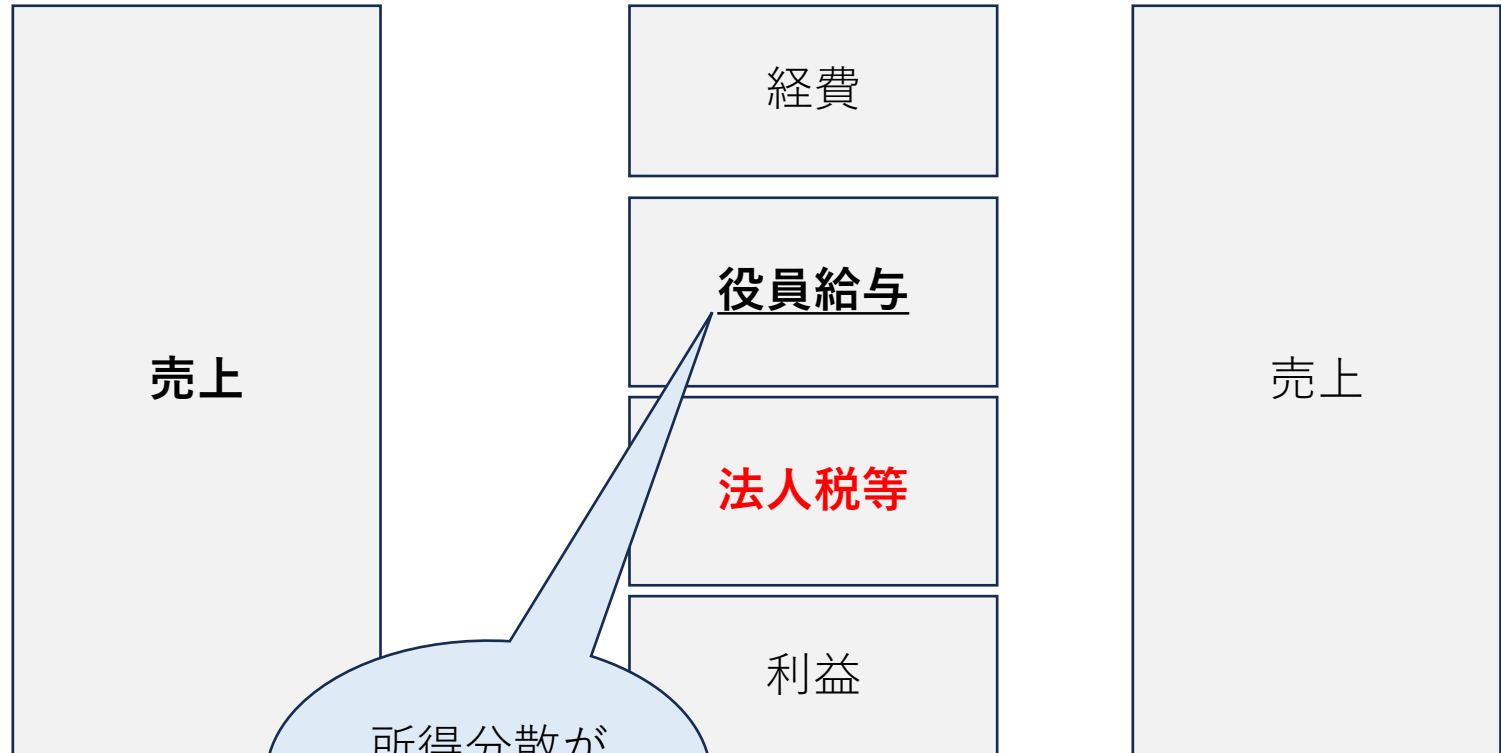 売上
経費
役員給与
法人税等
利益
所得分散が
売上